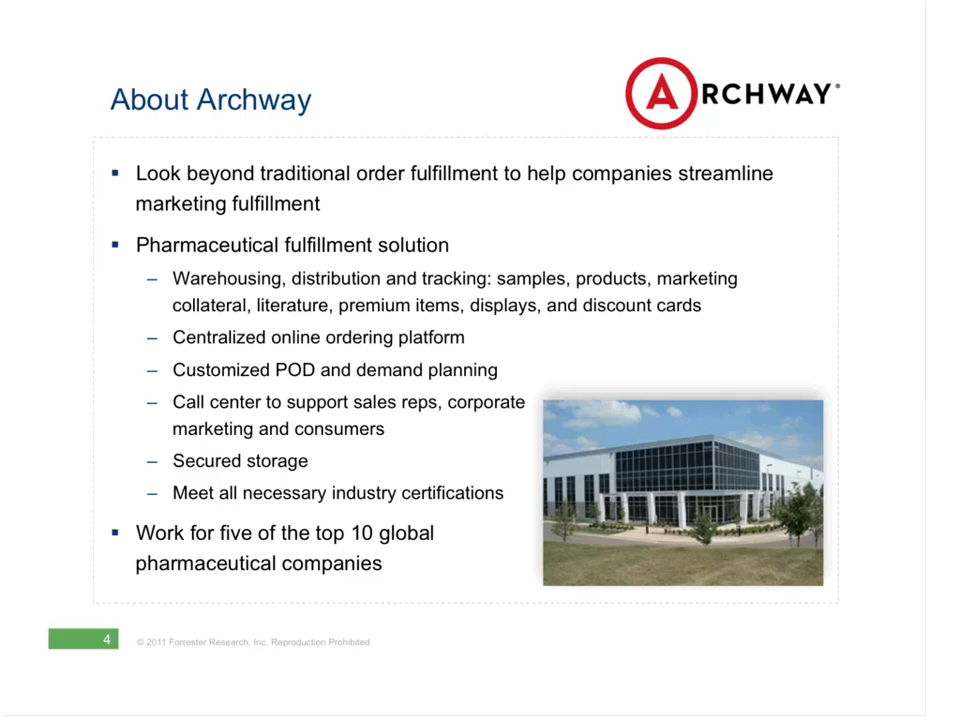 About Archway
ARCHWAY®
▪ Look beyond traditional order fulfillment to help companies streamline
marketing fulfillment
▪ Pharmaceutical fulfillment solution
– Warehousing, distribution and tracking: samples, products, marketing
collateral, literature, premium items, displays, and discount cards
– Centralized online ordering platform
– Customized POD and demand planning
– Call center to support sales reps, corporate
marketing and consumers
– Secured storage
– Meet all necessary industry certifications
▪ Work for five of the top 10 global
pharmaceutical companies
4
© 2011 Forrester Research, Inc. Reproduction Prohibited